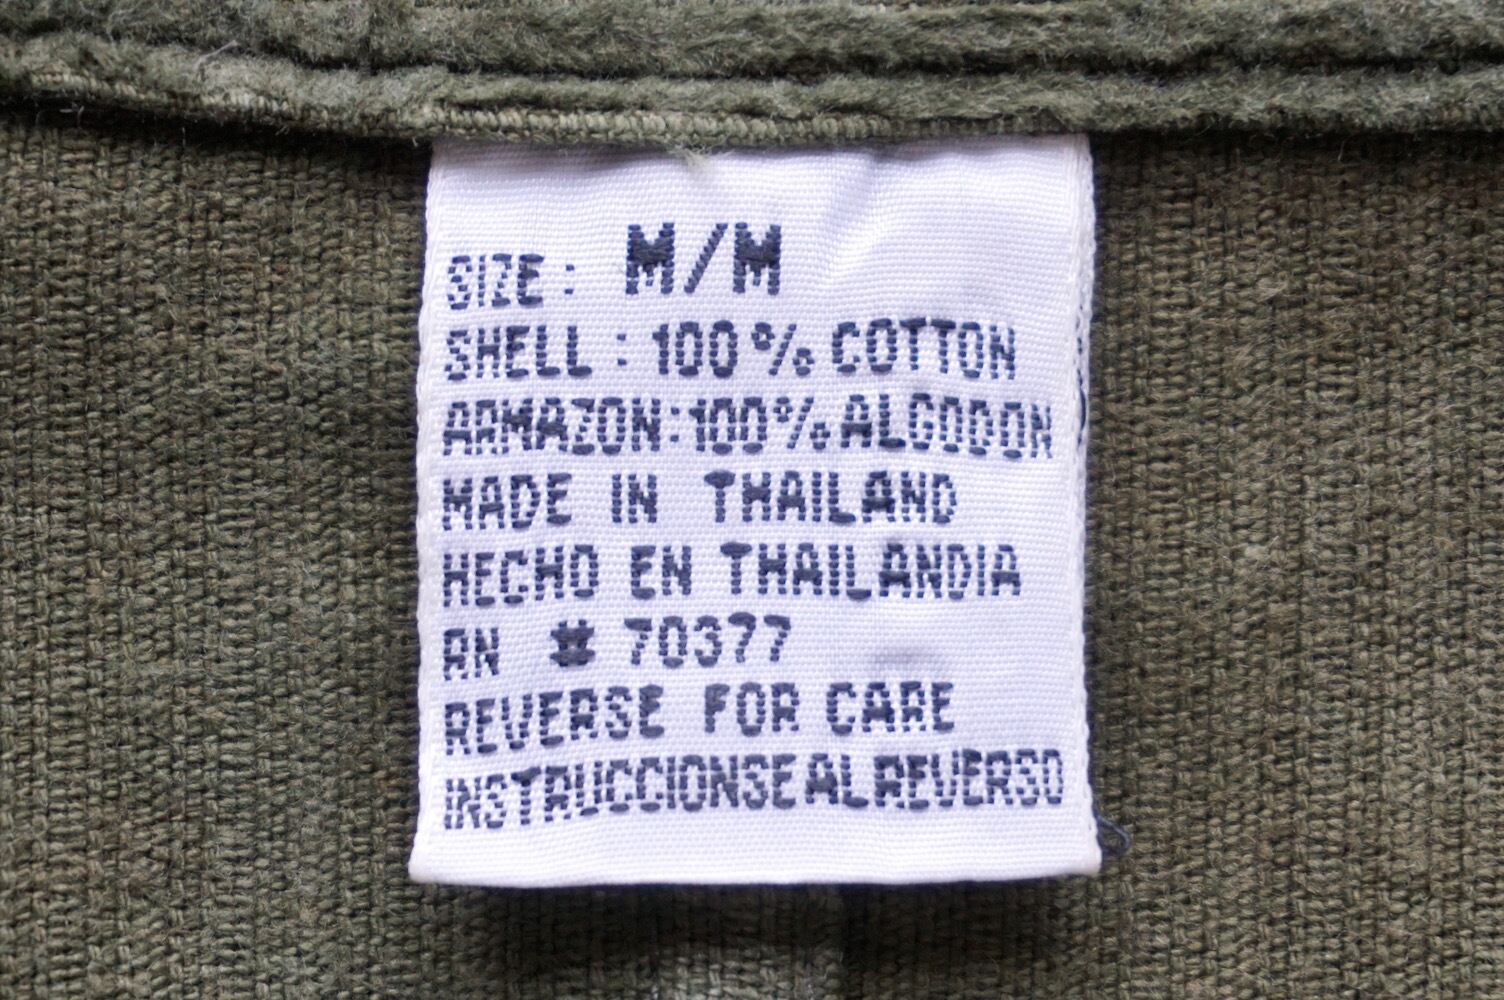 SIZE: M/M
SHELL: 100% COTTON
ARMAZON:100%ALGODON
MADE IN THAILAND
HECHO EN THAILANDIA
RN # 70377
REVERSE FOR CARE
INSTRUCCIONSEALREVERSO